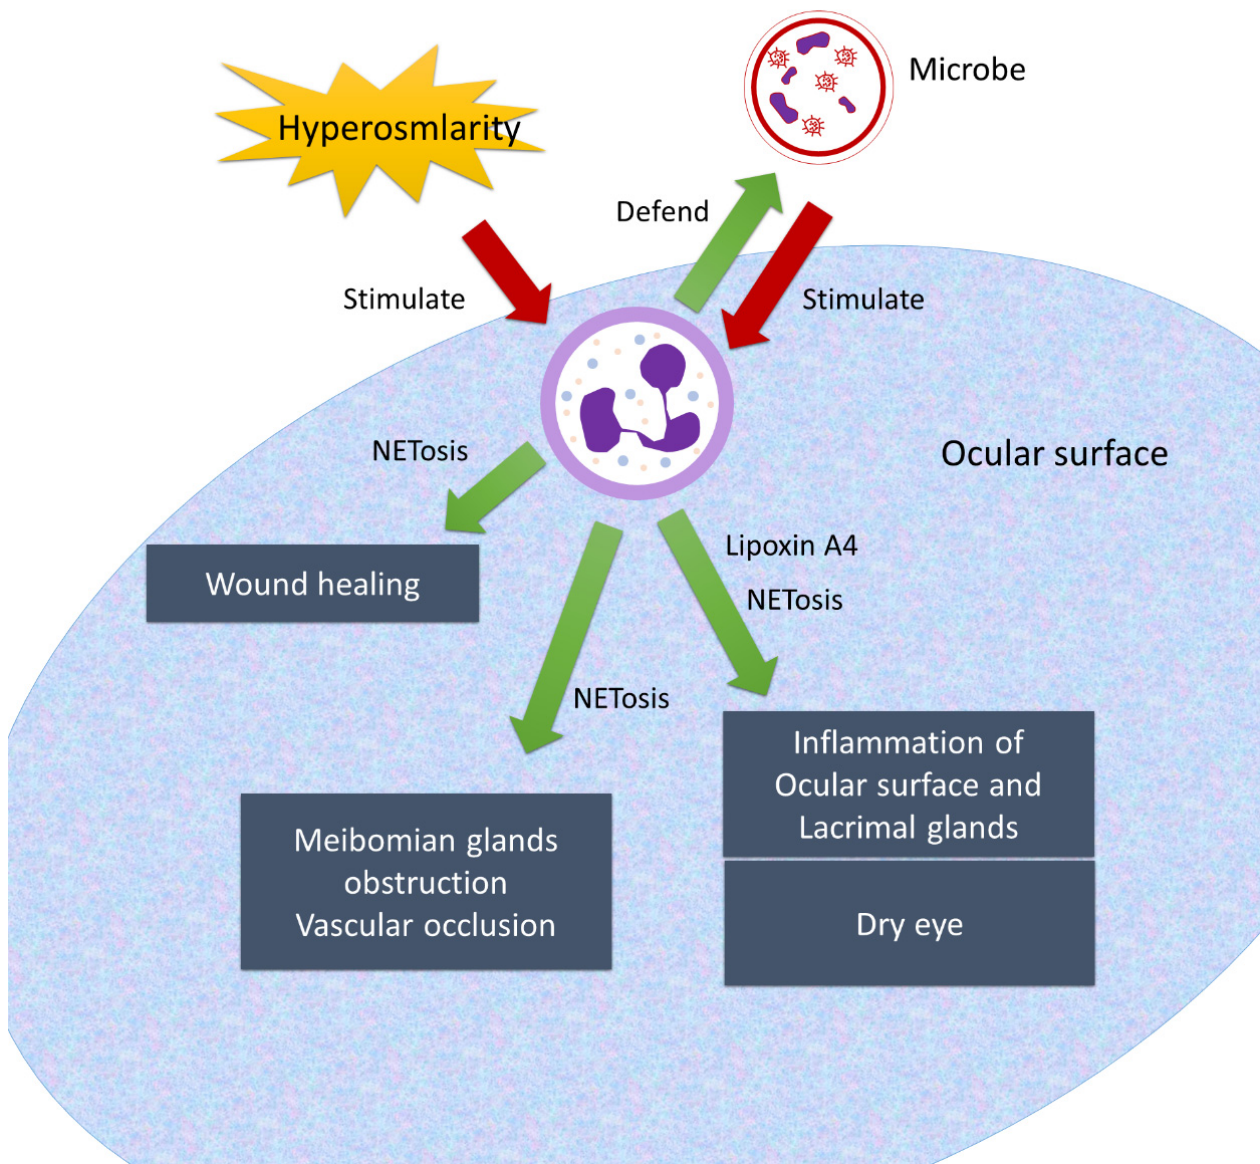 Microbe
Hyperosmlarity
Defend
Stimulate
Stimulate
NETosis
Ocular surface
Lipoxin A4
Wound healing
NETosis
NETosis
Inflammation of
Ocular surface and
Lacrimal glands
Meibomian glands
obstruction
Vascular occlusion
Dry eye